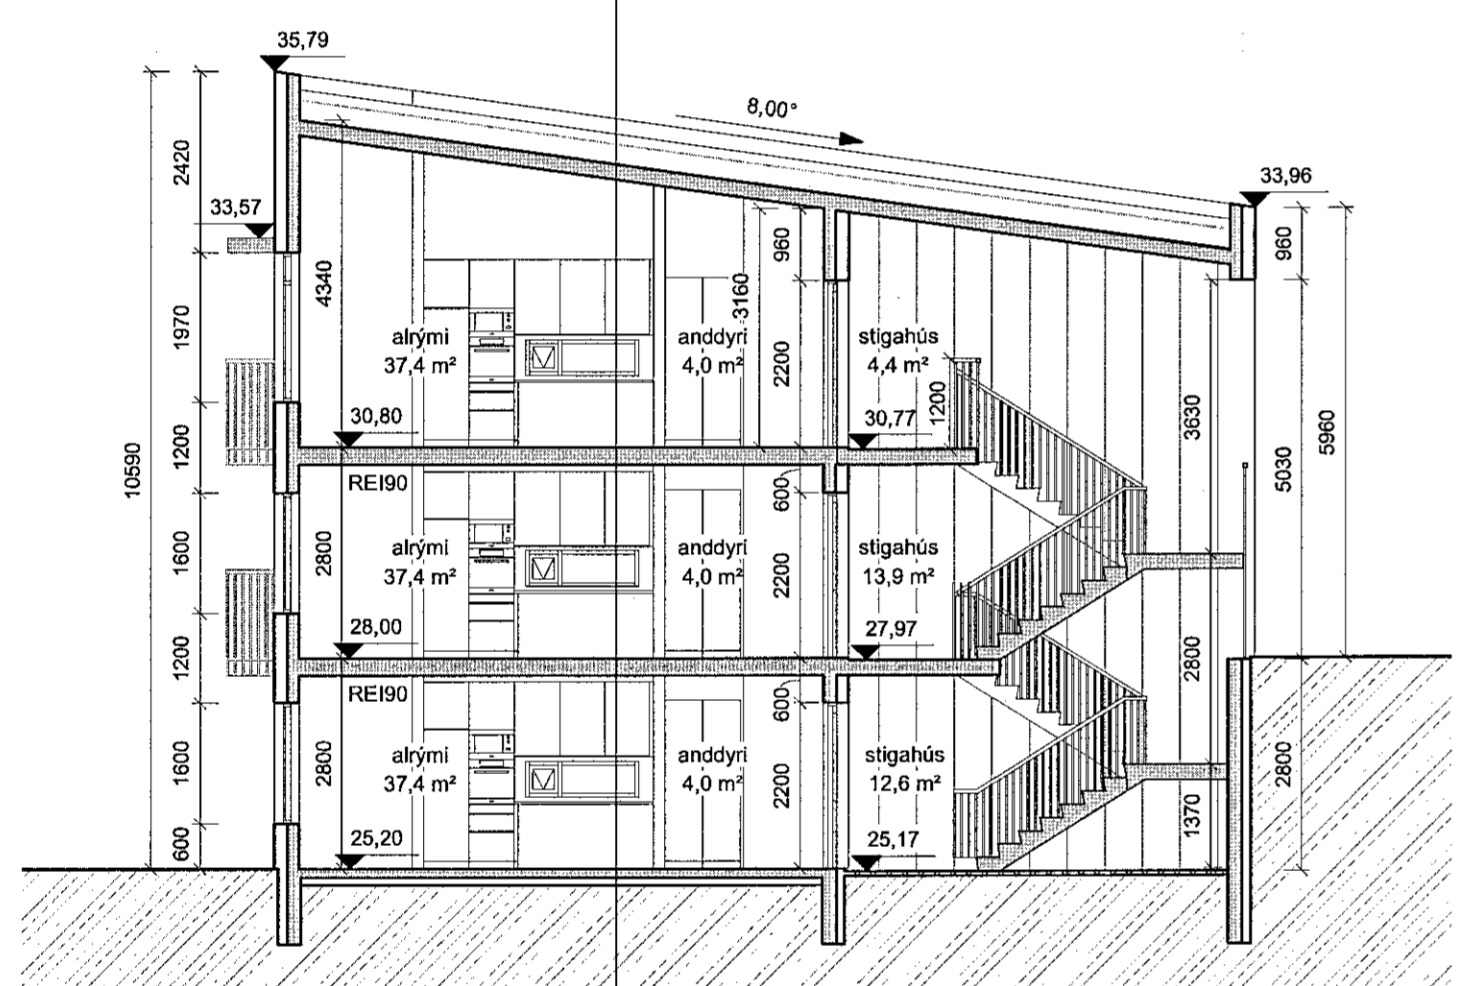 35,79
8,00°
33,96
33,57
2420
960
960
4340
3160
1970
alrými
37,4 m²
anddyri
4,0 m²
2200
stigahús
4,4 m²
1200
3630
5960
30,80
30,77
10590
1200
5030
REI90
600
1600
2800
alrými
37,4 m²
anddyri
4,0 m²
2200
stigahús
13,9 m²
28,00
27,97
1200
2800
REI90
600
1600
2800
alrými
37,4 m²
anddyri
4,0 m²
2200
stigahús
12,6 m²
2800
1370
25,20
25,17
600